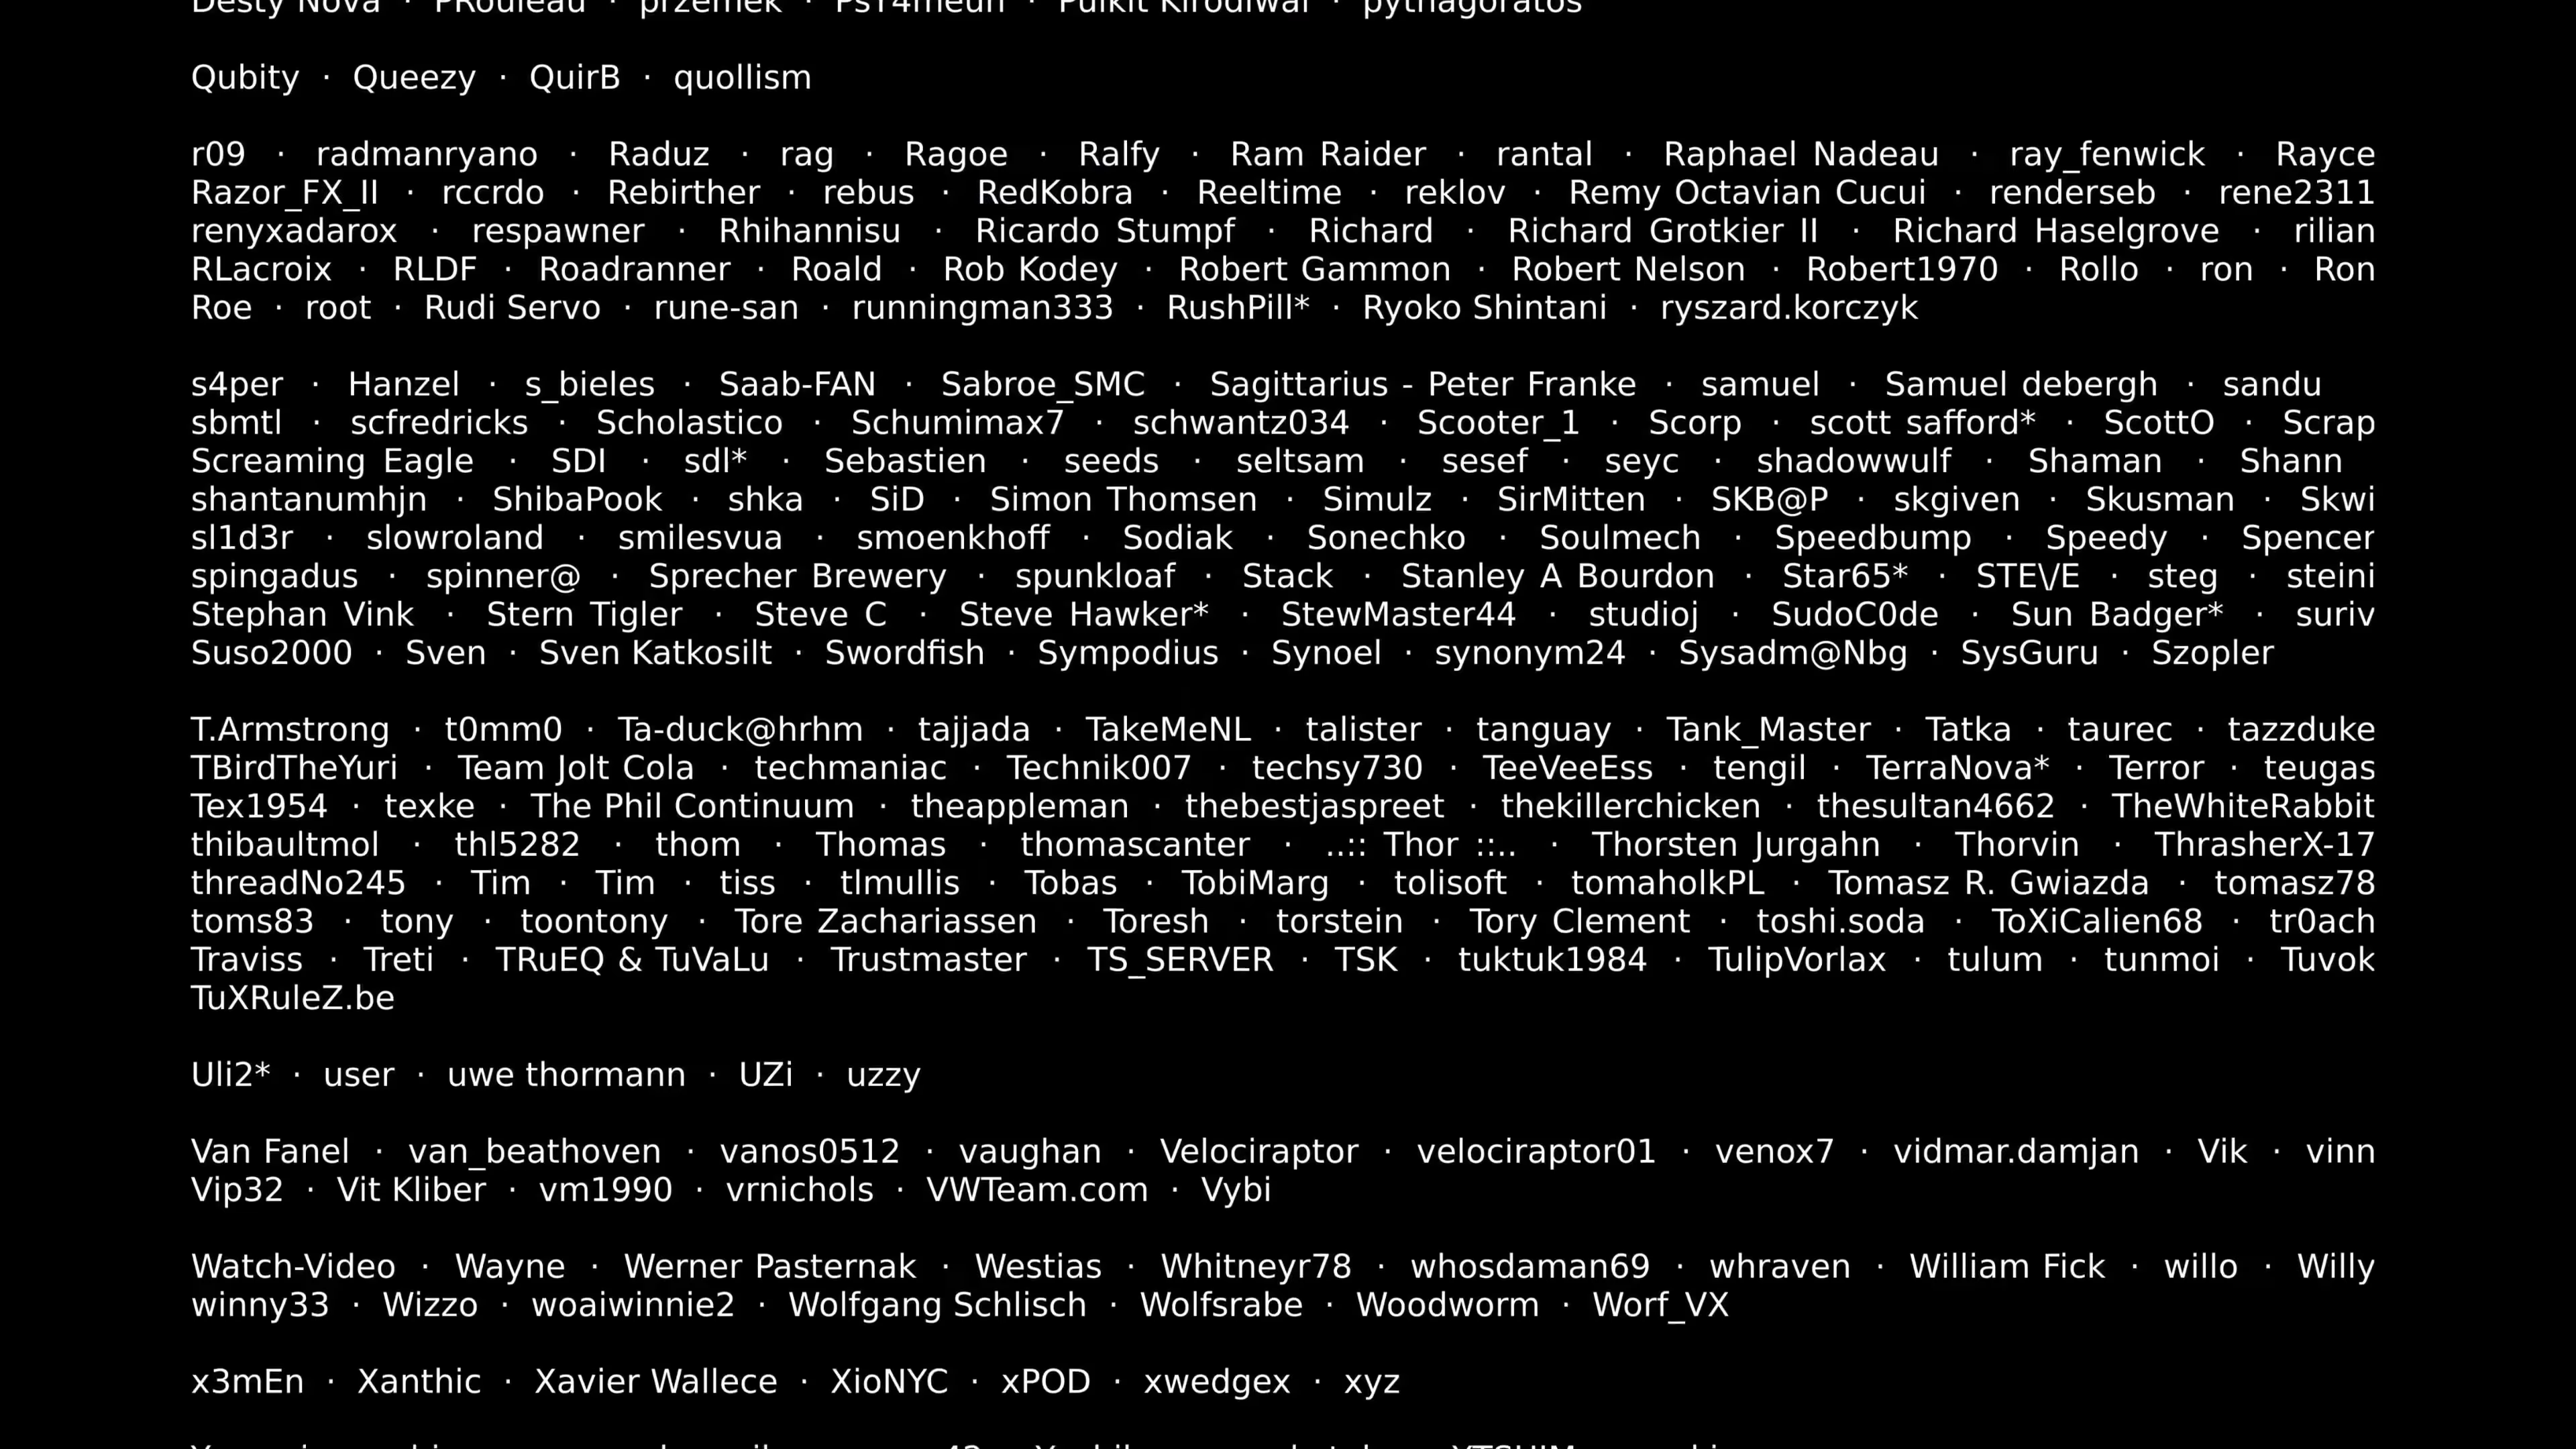 Desty Nova · PRouleau · przemek · PsT4meun · Pulkit Kirodiwal · pythagoratos
Qubity · Queezy · QuirB · quollism
r09 · radmanryano · Raduz · rag · Ragoe · Ralfy · Ram Raider · rantal · Raphael Nadeau · ray_fenwick · Rayce
Razor_FX_II · rccrdo · Rebirther · rebus · RedKobra · Reeltime · reklov · Remy Octavian Cucui · renderseb · rene2311
renyxadarox · respawner · Rhihannisu · Ricardo Stumpf · Richard · Richard Grotkier II · Richard Haselgrove · rilian
RLacroix · RLDF · Roadranner · Roald · Rob Kodey · Robert Gammon · Robert Nelson · Robert1970 · Rollo · ron · Ron
Roe · root · Rudi Servo · rune-san · runningman333 · RushPill* · Ryoko Shintani · ryszard.korczyk
s4per · Hanzel · s_bieles · Saab-FAN · Sabroe_SMC · Sagittarius - Peter Franke · samuel · Samuel debergh · sandu
sbmtl · scfredricks · Scholastico · Schumimax7 · schwantz034 · Scooter_1 · Scorp · scott safford* · ScottO · Scrap
Screaming Eagle · SDI · sdl* · Sebastien · seeds · seltsam · sesef · seyc · shadowwulf · Shaman · Shann
shantanumhjn · ShibaPook · shka · SiD · Simon Thomsen · Simulz · SirMitten · SKB@P · skgiven · Skusman · Skwi
sl1d3r · slowroland · smilesvua · smoenkhoff · Sodiak · Sonechko · Soulmech · Speedbump · Speedy · Spencer
spingadus · spinner@ · Sprecher Brewery · spunkloaf · Stack · Stanley A Bourdon · Star65* · STE\/E · steg · steini
Stephan Vink · Stern Tigler · Steve C · Steve Hawker* · StewMaster44 · studioj · SudoC0de · Sun Badger* · suriv
Suso2000 · Sven · Sven Katkosilt · Swordfish · Sympodius · Synoel · synonym24 · Sysadm@Nbg · SysGuru · Szopler
T.Armstrong · t0mm0 · Ta-duck@hrhm · tajjada · TakeMeNL · talister · tanguay · Tank_Master · Tatka · taurec · tazzduke
TBirdTheYuri · Team Jolt Cola · techmaniac · Technik007 · techsy730 · TeeVeeEss · tengil · TerraNova* · Terror · teugas
Tex1954 · texke · The Phil Continuum · theappleman · thebestjaspreet · thekillerchicken · thesultan4662 · TheWhiteRabbit
thibaultmol · thl5282 · thom · Thomas · thomascanter · ..:: Thor ::.. · Thorsten Jurgahn · Thorvin · ThrasherX-17
threadNo245 · Tim · Tim · tiss · tlmullis · Tobas · TobiMarg · tolisoft · tomaholkPL · Tomasz R. Gwiazda · tomasz78
toms83 · tony · toontony · Tore Zachariassen · Toresh · torstein · Tory Clement · toshi.soda · ToXiCalien68 · tr0ach
Traviss · Treti · TRuEQ & TuVaLu · Trustmaster · TS_SERVER · TSK · tuktuk1984 · TulipVorlax · tulum · tunmoi · Tuvok
TuXRuleZ.be
Uli2* · user · uwe thormann · UZi · uzzy
Van Fanel · van_beathoven · vanos0512 · vaughan · Velociraptor · velociraptor01 · venox7 · vidmar.damjan · Vik · vinn
Vip32 · Vit Kliber · vm1990 · vrnichols · VWTeam.com · Vybi
Watch-Video · Wayne · Werner Pasternak · Westias · Whitneyr78 · whosdaman69 · whraven · William Fick · willo · Willy
winny33 · Wizzo · woaiwinnie2 · Wolfgang Schlisch · Wolfsrabe · Woodworm · Worf_VX
x3mEn · Xanthic · Xavier Wallece · XioNYC · xPOD · xwedgex · xyz